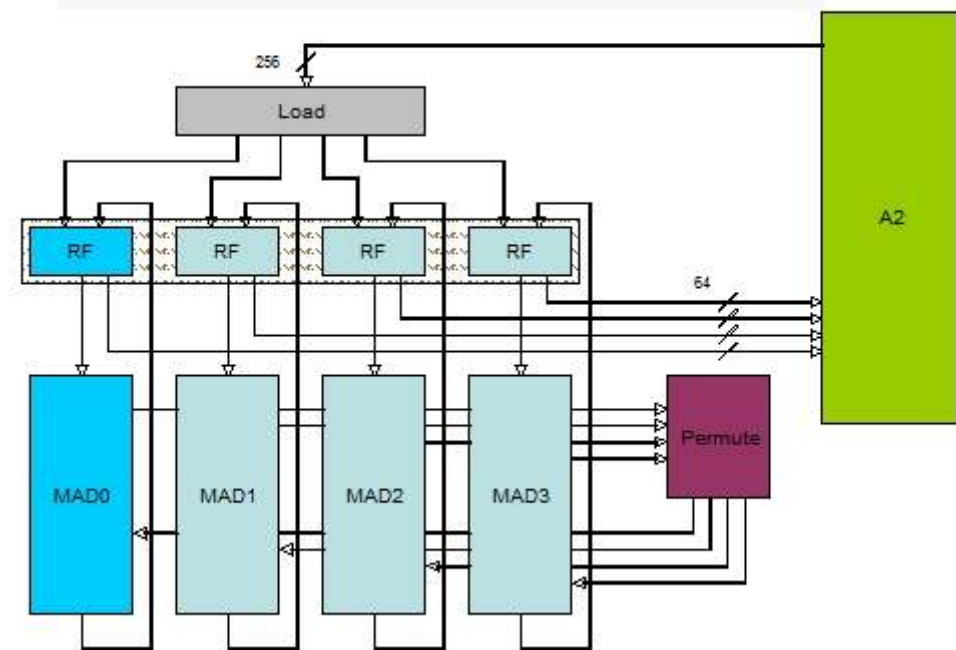 256
Load
A2
RF RF RF RF
64
Permute
MAD0 MAD1 MAD2 MAD3